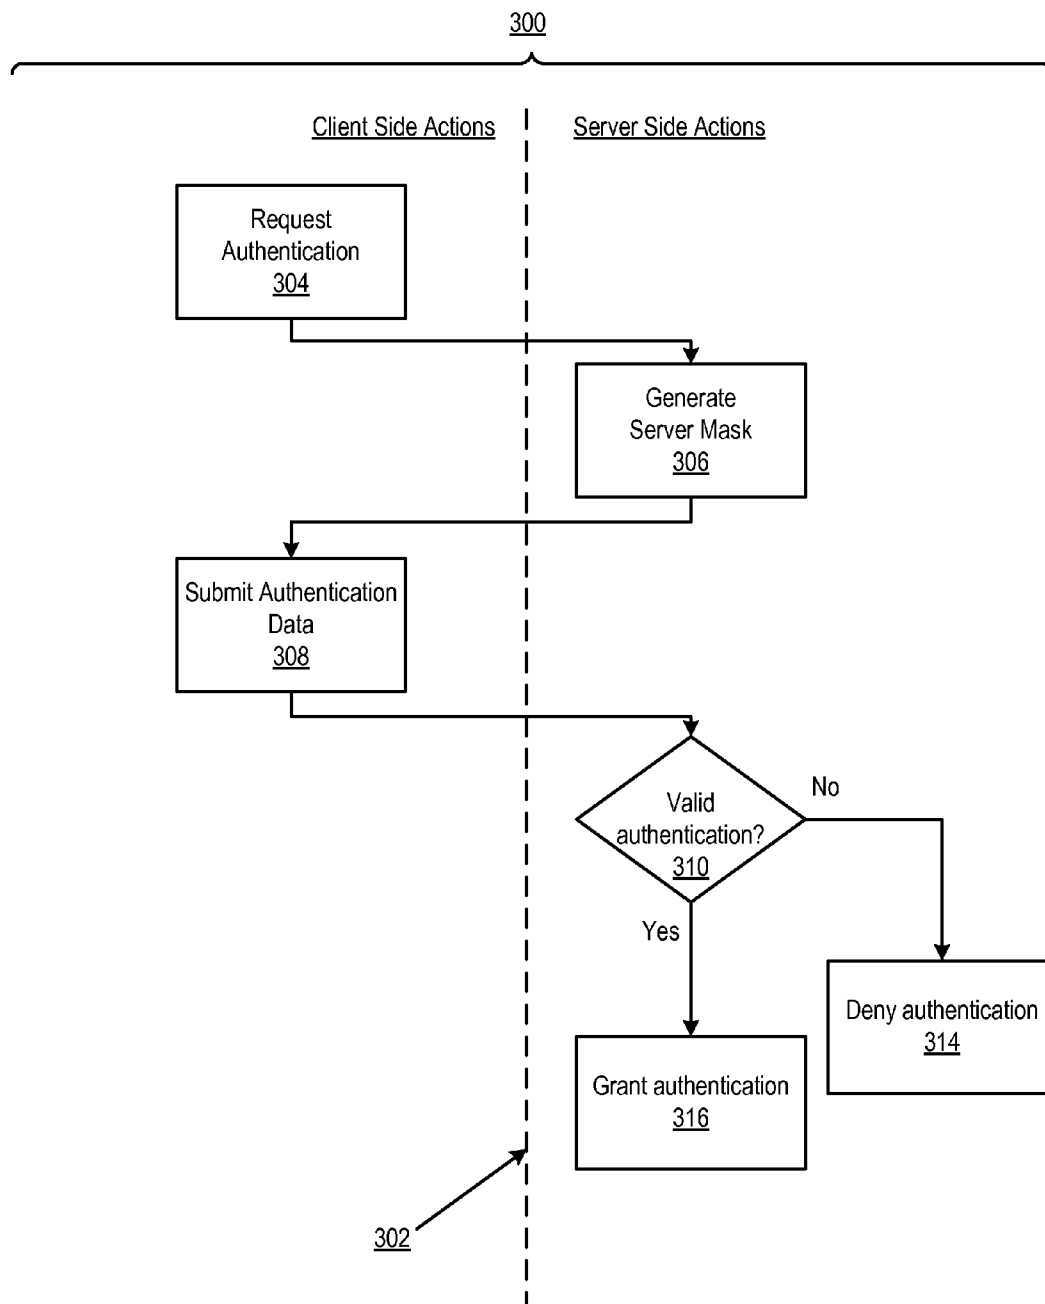 300
Client Side Actions
Server Side Actions
Request
Authentication
304
Generate
Server Mask
306
Submit Authentication
Data
308
Valid
authentication?
310
No
Yes
Deny authentication
314
Grant authentication
316
302